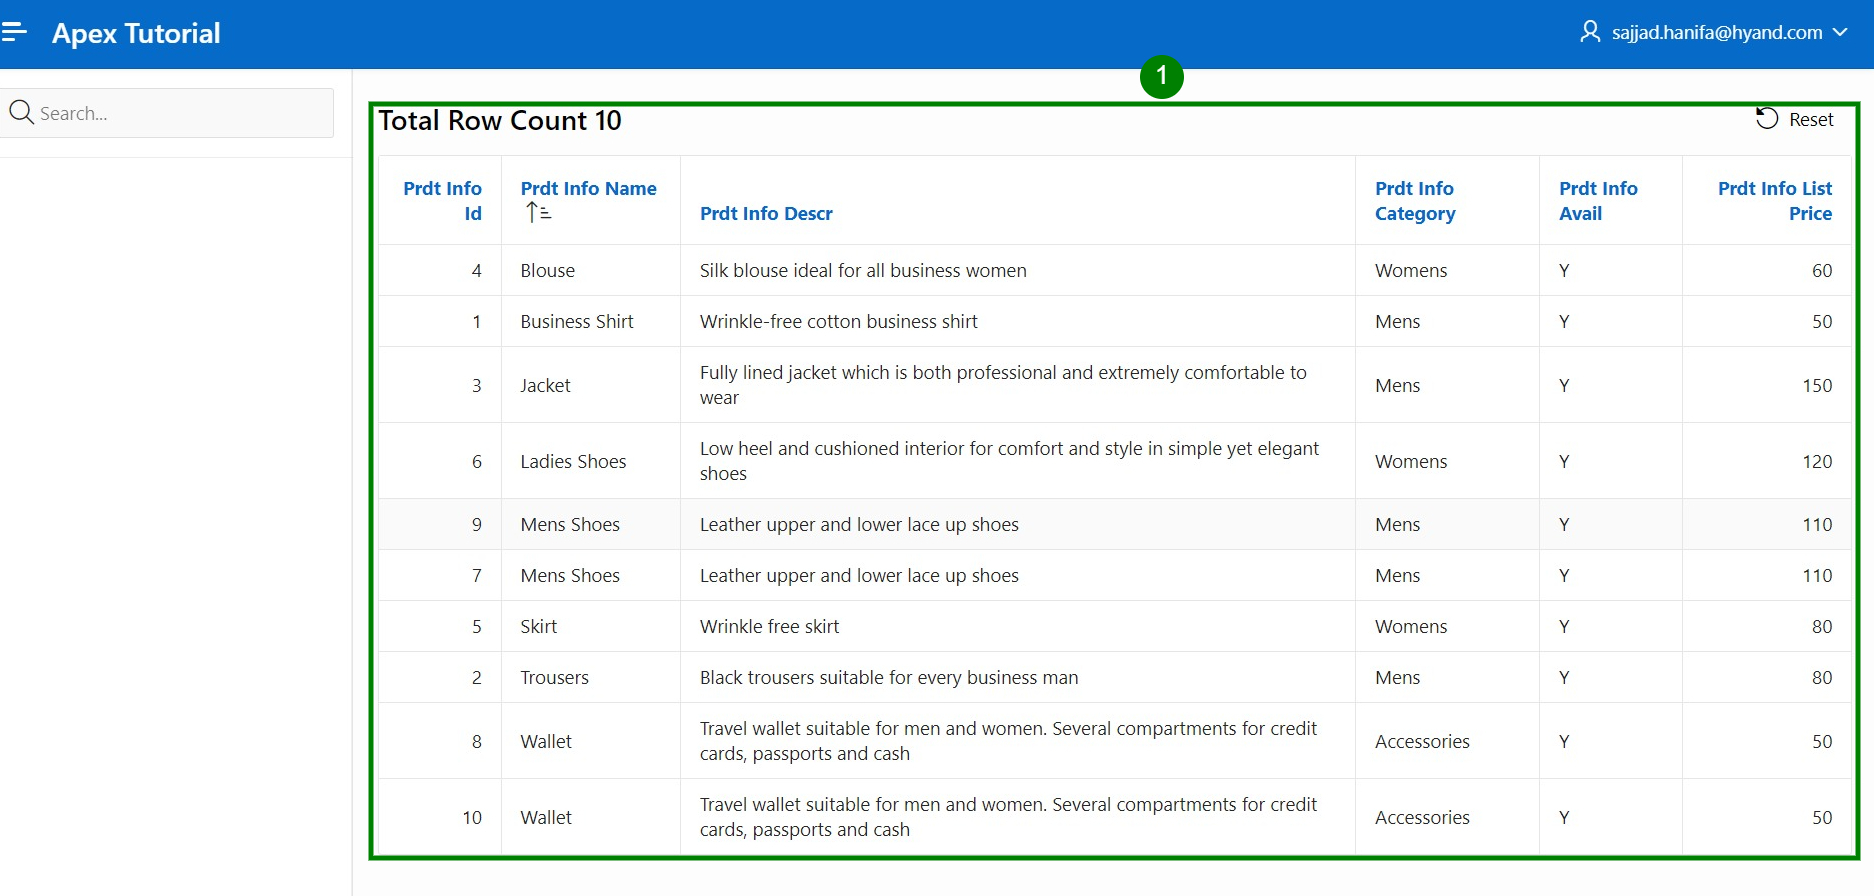 Apex Tutorial
sajjad.hanifa@hyand.com
1
Search...
Total Row Count 10
Reset
Prdt Info Id
Prdt Info Name
Prdt Info Descr
Prdt Info Category
Prdt Info Avail
Prdt Info List Price
4 Blouse Silk blouse ideal for all business women Womens Y 60
1 Business Shirt Wrinkle-free cotton business shirt Mens Y 50
3 Jacket Fully lined jacket which is both professional and extremely comfortable to
wear Mens Y 150
6 Ladies Shoes Low heel and cushioned interior for comfort and style in simple yet elegant
shoes Womens Y 120
9 Mens Shoes Leather upper and lower lace up shoes Mens Y 110
7 Mens Shoes Leather upper and lower lace up shoes Mens Y 110
5 Skirt Wrinkle free skirt Womens Y 80
2 Trousers Black trousers suitable for every business man Mens Y 80
8 Wallet Travel wallet suitable for men and women. Several compartments for credit
cards, passports and cash Accessories Y 50
10 Wallet Travel wallet suitable for men and women. Several compartments for credit
cards, passports and cash Accessories Y 50